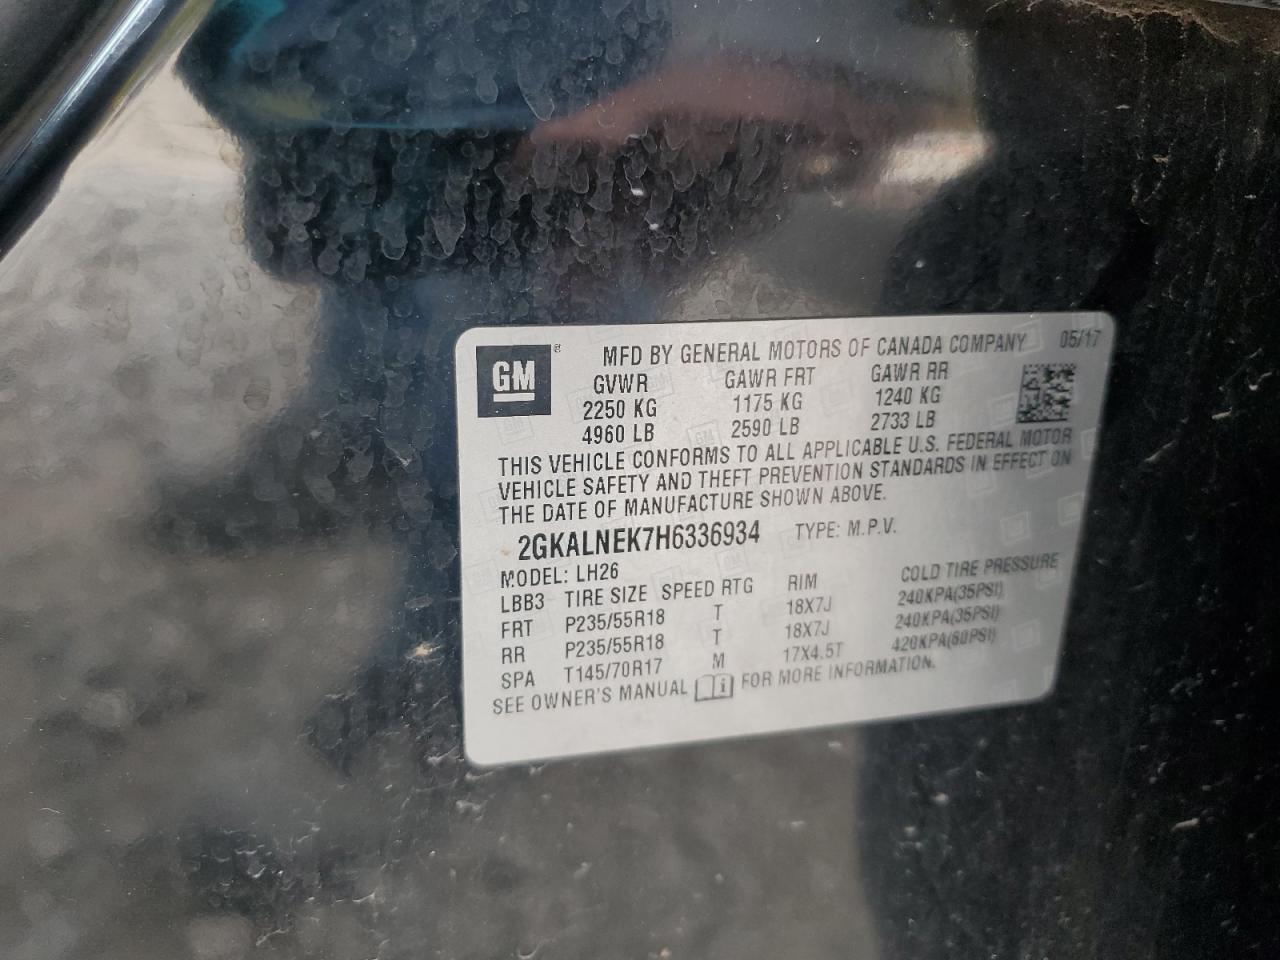 GM
MFD BY GENERAL MOTORS OF CANADA COMPANY 05/17
GVWR GAWR FRT GAWR RR
2250 KG 1175 KG 1240 KG
4960 LB 2590 LB 2733 LB
THIS VEHICLE CONFORMS TO ALL APPLICABLE U.S. FEDERAL MOTOR
VEHICLE SAFETY AND THEFT PREVENTION STANDARDS IN EFFECT ON
THE DATE OF MANUFACTURE SHOWN ABOVE.
2GKALNEK7H6336934 TYPE: M.P.V.
MODEL: LH26
LBB3 TIRE SIZE SPEED RTG RIM COLD TIRE PRESSURE
FRT P235/55R18 T 18X7J 240KPA(35PSI)
RR P235/55R18 T 18X7J 240KPA(35PSI)
SPA T145/70R17 M 17X4.5T 420KPA(60PSI)
SEE OWNER'S MANUAL FOR MORE INFORMATION.